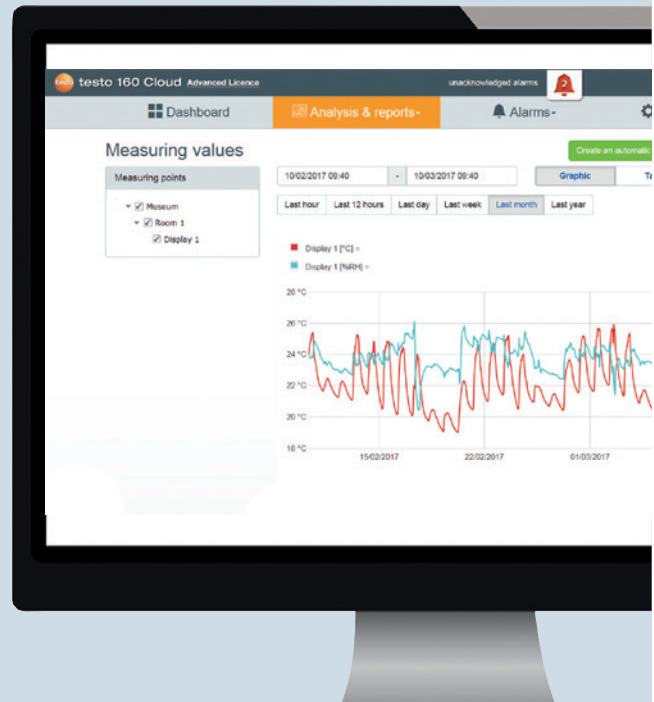 testo 160 Cloud Advanced Licence
unacknowledged alarms
2
Dashboard
Analysis & reports
Alarms
Measuring values
Create an automatic
Measuring points
Museum
Room 1
Display 1
10/02/2017 09:40 - 10/03/2017 09:40
Graphic
Ta
Last hour Last 12 hours Last day Last week Last month Last year
Display 1 [°C] =
Display 1 [%RH] =
28 °C
26 °C
24 °C
22 °C
20 °C
18 °C
15/02/2017
22/02/2017
01/03/2017